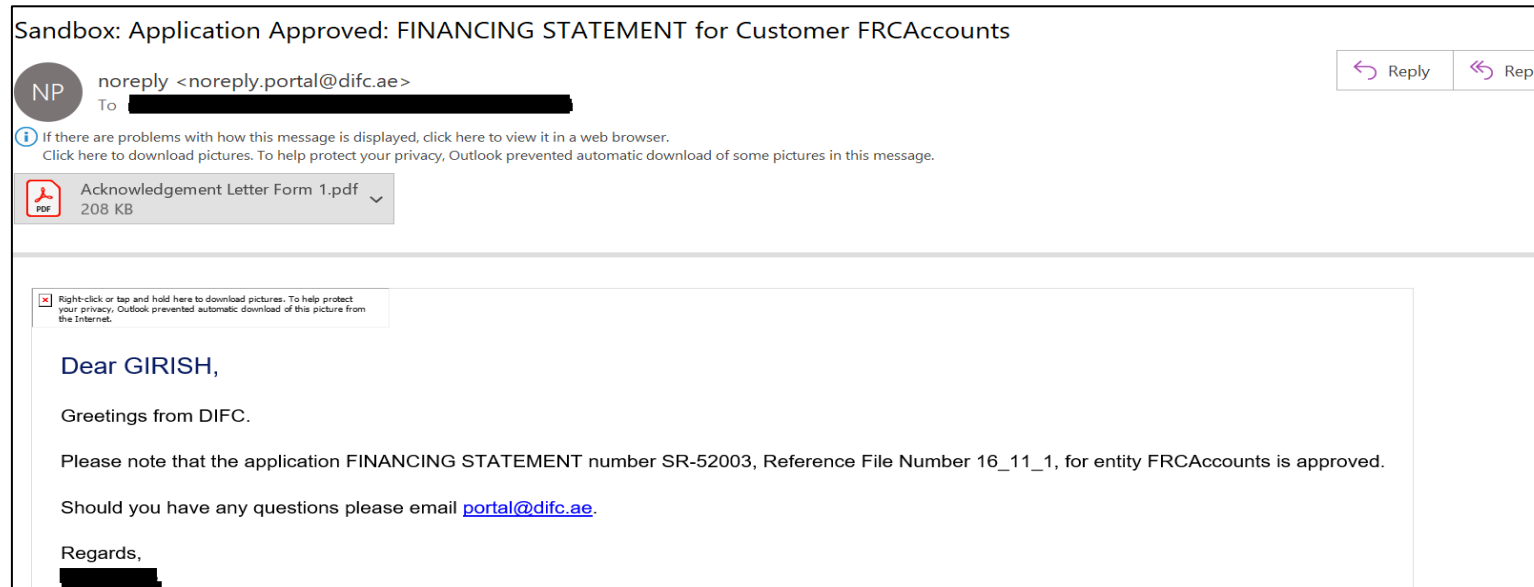 Sandbox: Application Approved: FINANCING STATEMENT for Customer FRCAccounts
NP
noreply <noreply.portal@difc.ae>
To
Reply
Rep
If there are problems with how this message is displayed, click here to view it in a web browser.
Click here to download pictures. To help protect your privacy, Outlook prevented automatic download of some pictures in this message.
PDF
Acknowledgement Letter Form 1.pdf
208 KB
Right-click or tap and hold here to download pictures. To help protect
your privacy, Outlook prevented automatic download of this picture from
the Internet.
Dear GIRISH,
Greetings from DIFC.
Please note that the application FINANCING STATEMENT number SR-52003, Reference File Number 16_11_1, for entity FRCAccounts is approved.
Should you have any questions please email portal@difc.ae.
Regards,